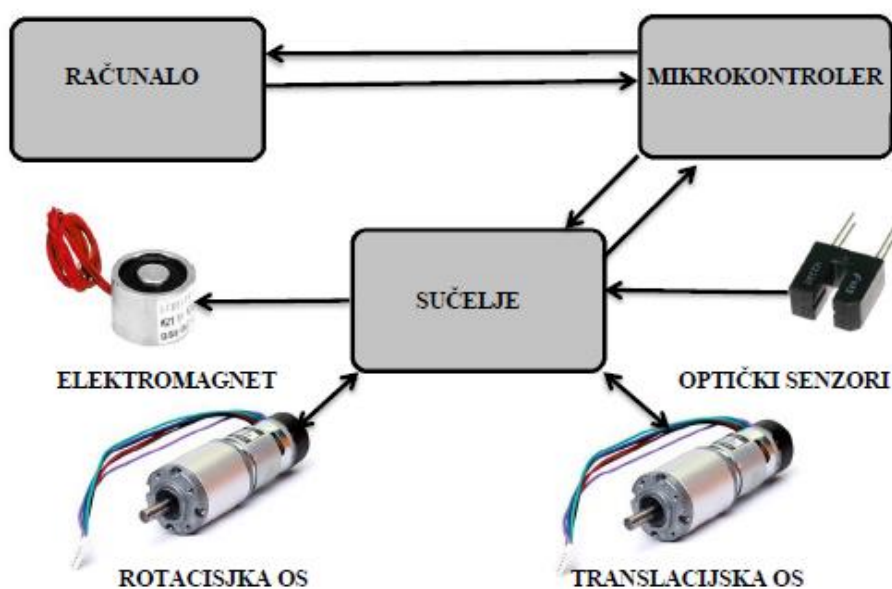 RAČUNALO
MIKROKONTROLER
SUČELJE
ELEKTROMAGNET
OPTIČKI SENZORI
ROTACISJKA OS
TRANSLACIJSKA OS